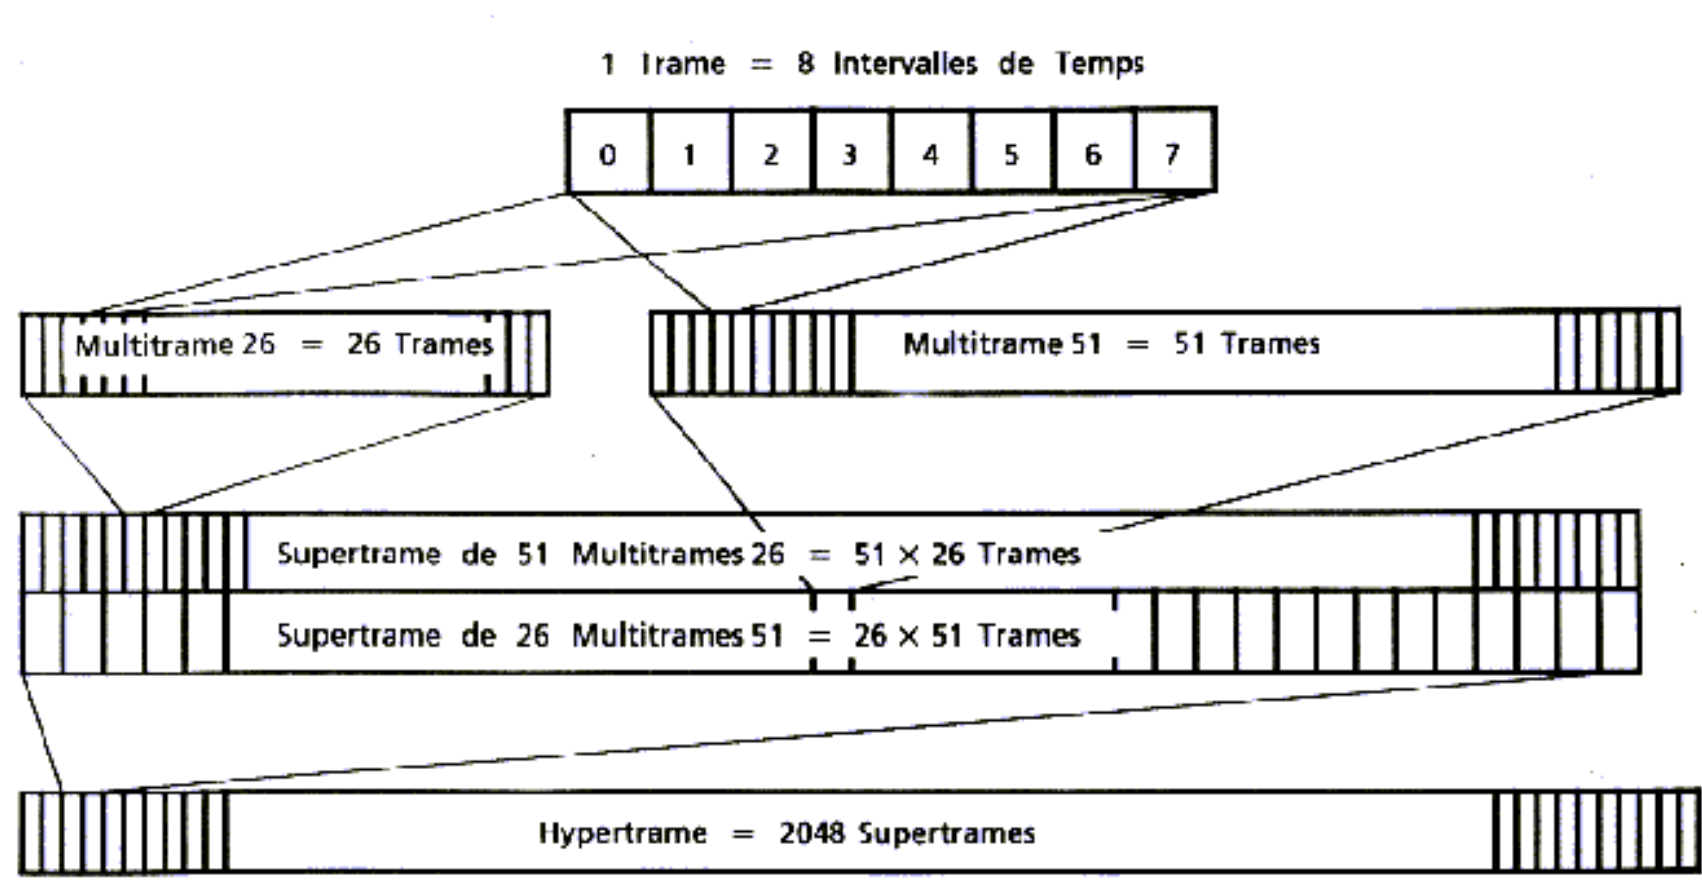 1 Trame = 8 Intervalles de Temps
0 1 2 3 4 5 6 7
Multitrame 26 = 26 Trames
Multitrame 51 = 51 Trames
Supertrame de 51 Multitrames 26 = 51 × 26 Trames
Supertrame de 26 Multitrames 51 = 26 × 51 Trames
Hypertrame = 2048 Supertrames